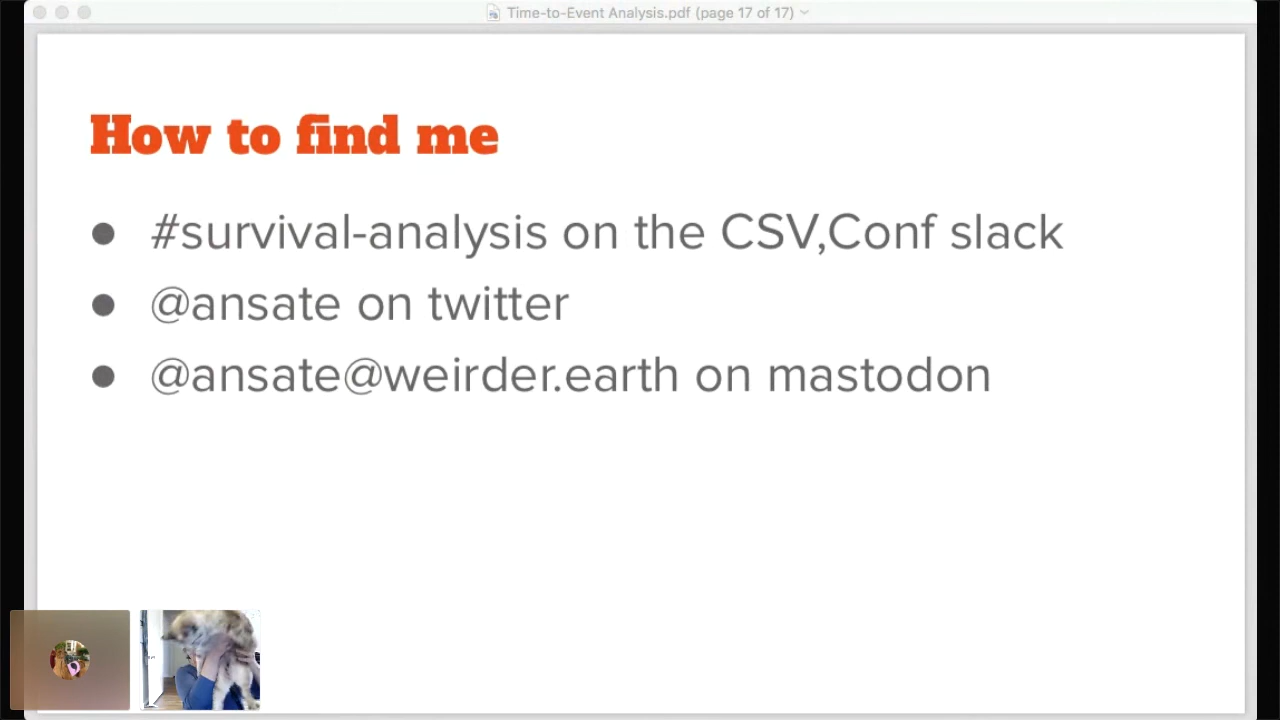 Time-to-Event Analysis.pdf (page 17 of 17)
How to find me
● #survival-analysis on the CSV,Conf slack
● @ansate on twitter
● @ansate@weirder.earth on mastodon